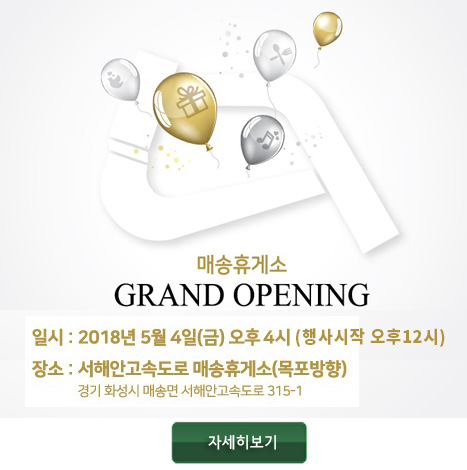 매송휴게소
GRAND OPENING
일시 : 2018년 5월 4일(금) 오후 4시 (행사시작 오후12시)
장소 : 서해안고속도로 매송휴게소(목포방향)
경기 화성시 매송면 서해안고속도로 315-1
자세히보기